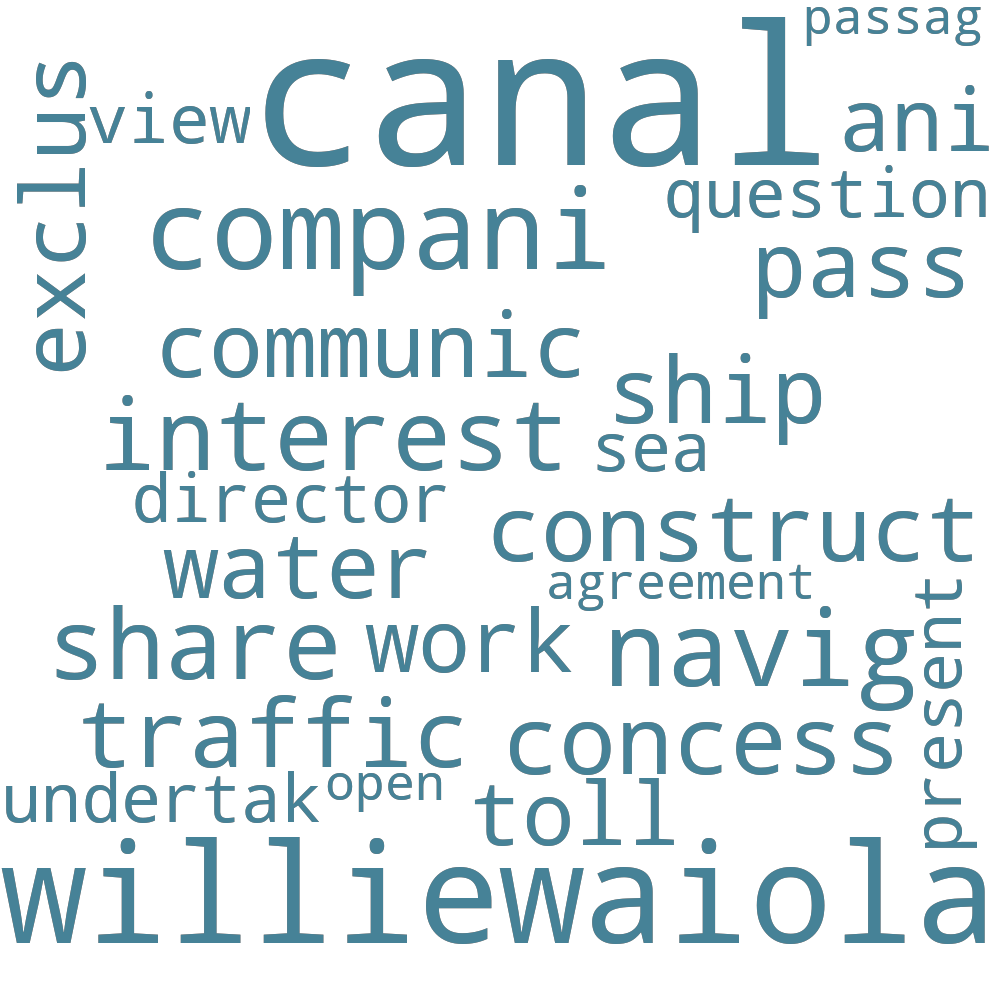 passag
canal
exclus
view
ani
question
compani
pass
communic
ship
interest
sea
director
construct
water
agreement
present
share
work
navig
traffic
concess
open
undertak
toll
williewaiola